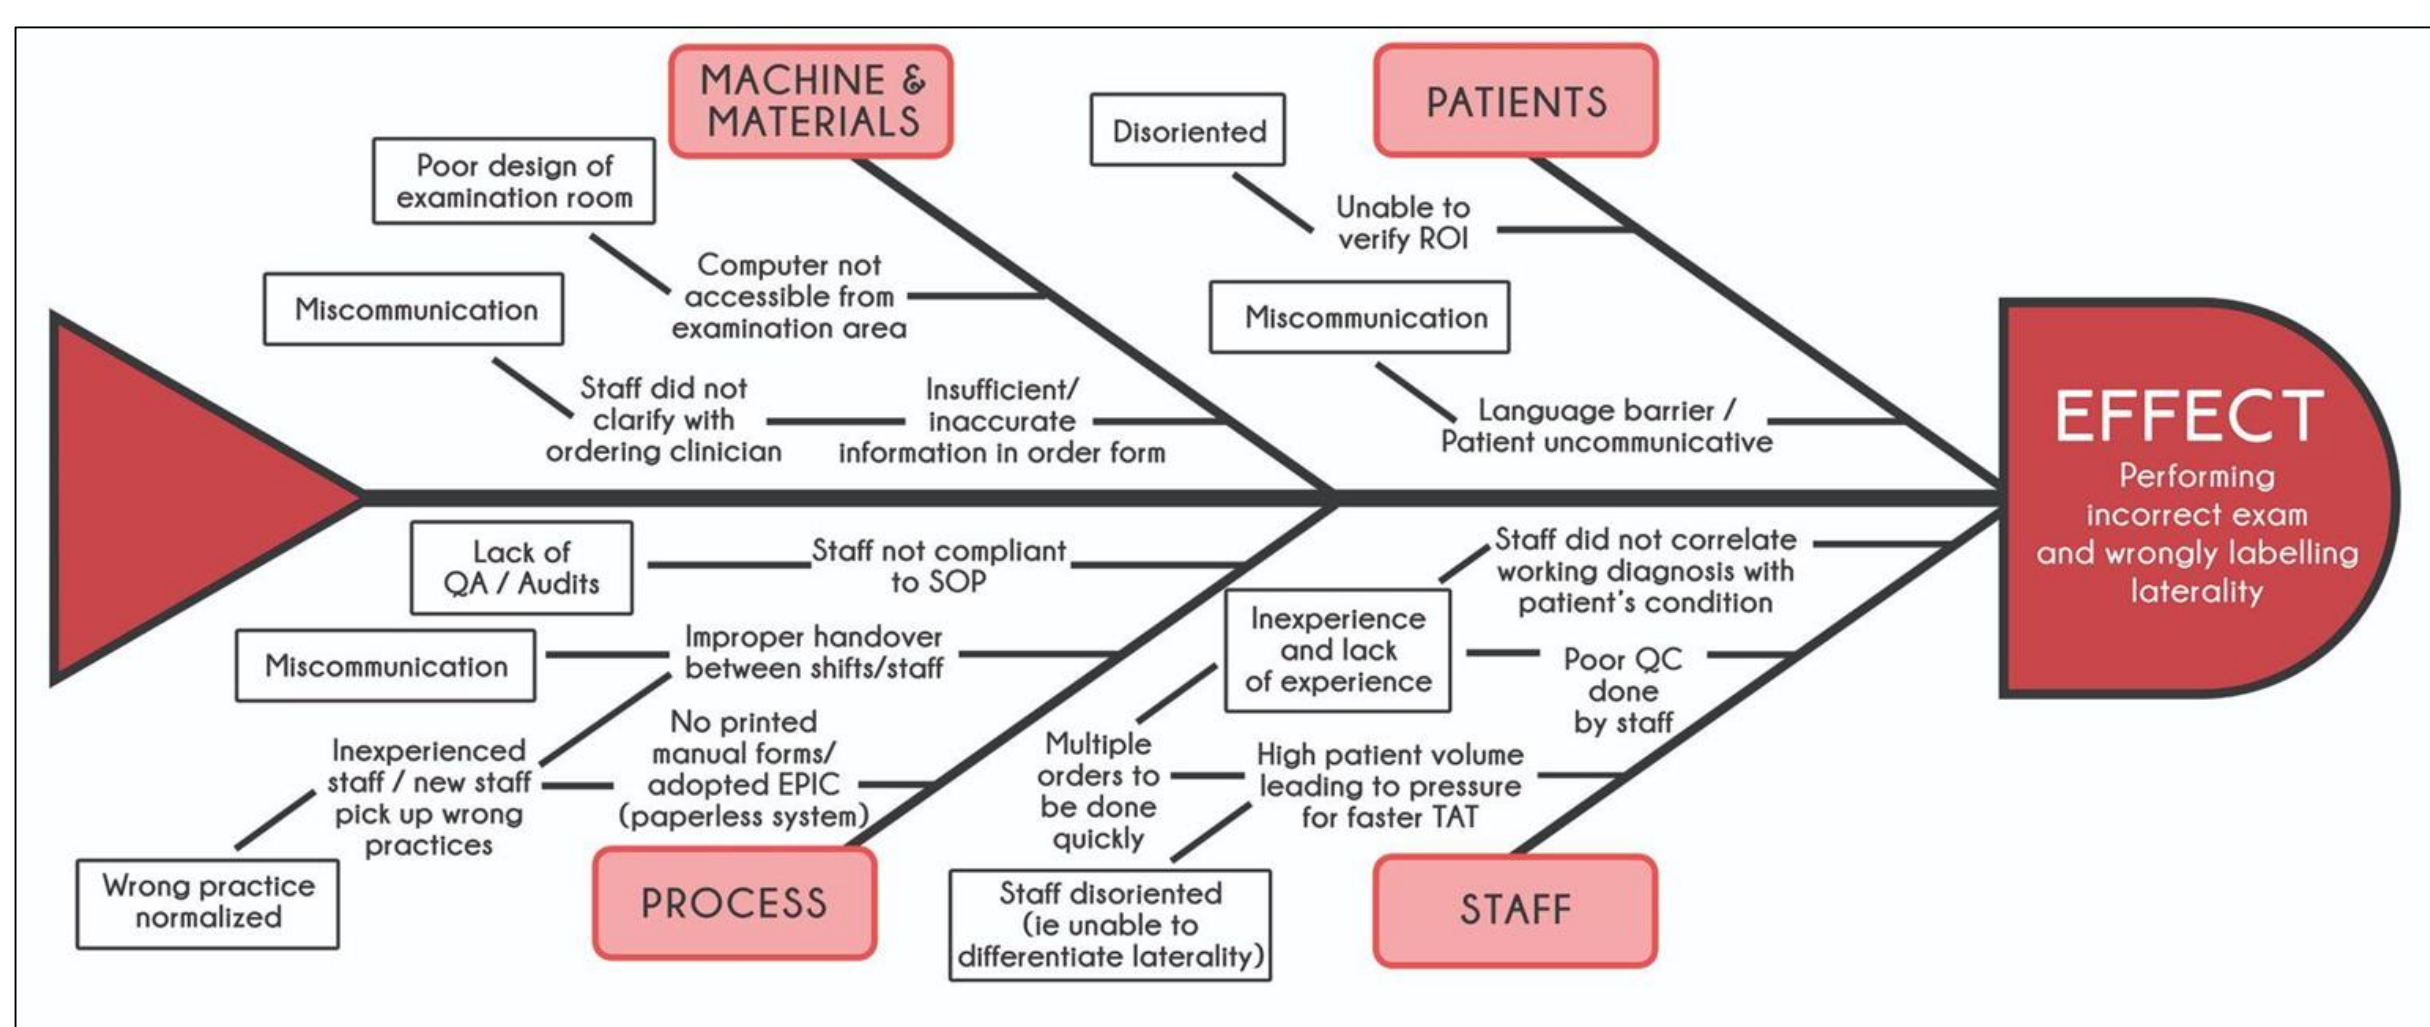 MACHINE &
MATERIALS
PATIENTS
Disoriented
Poor design of
examination room
Unable to
verify ROI
Computer not
accessible from
examination area
Miscommunication
Miscommunication
Staff did not
clarify with
ordering clinician
Insufficient/
inaccurate
information in order form
Language barrier /
Patient uncommunicative
EFFECT
Performing
incorrect exam
and wrongly labelling
laterality
Lack of
QA / Audits
Staff not compliant
to SOP
Staff did not correlate
working diagnosis with
patient's condition
Miscommunication
Improper handover
between shifts/staff
Inexperience
and lack
of experience
Poor QC
done
by staff
Inexperienced
staff / new staff
pick up wrong
practices
No printed
manual forms/
adopted EPIC
(paperless system)
Multiple
orders to
be done
quickly
High patient volume
leading to pressure
for faster TAT
Wrong practice
normalized
PROCESS
Staff disoriented
(ie unable to
differentiate laterality)
STAFF